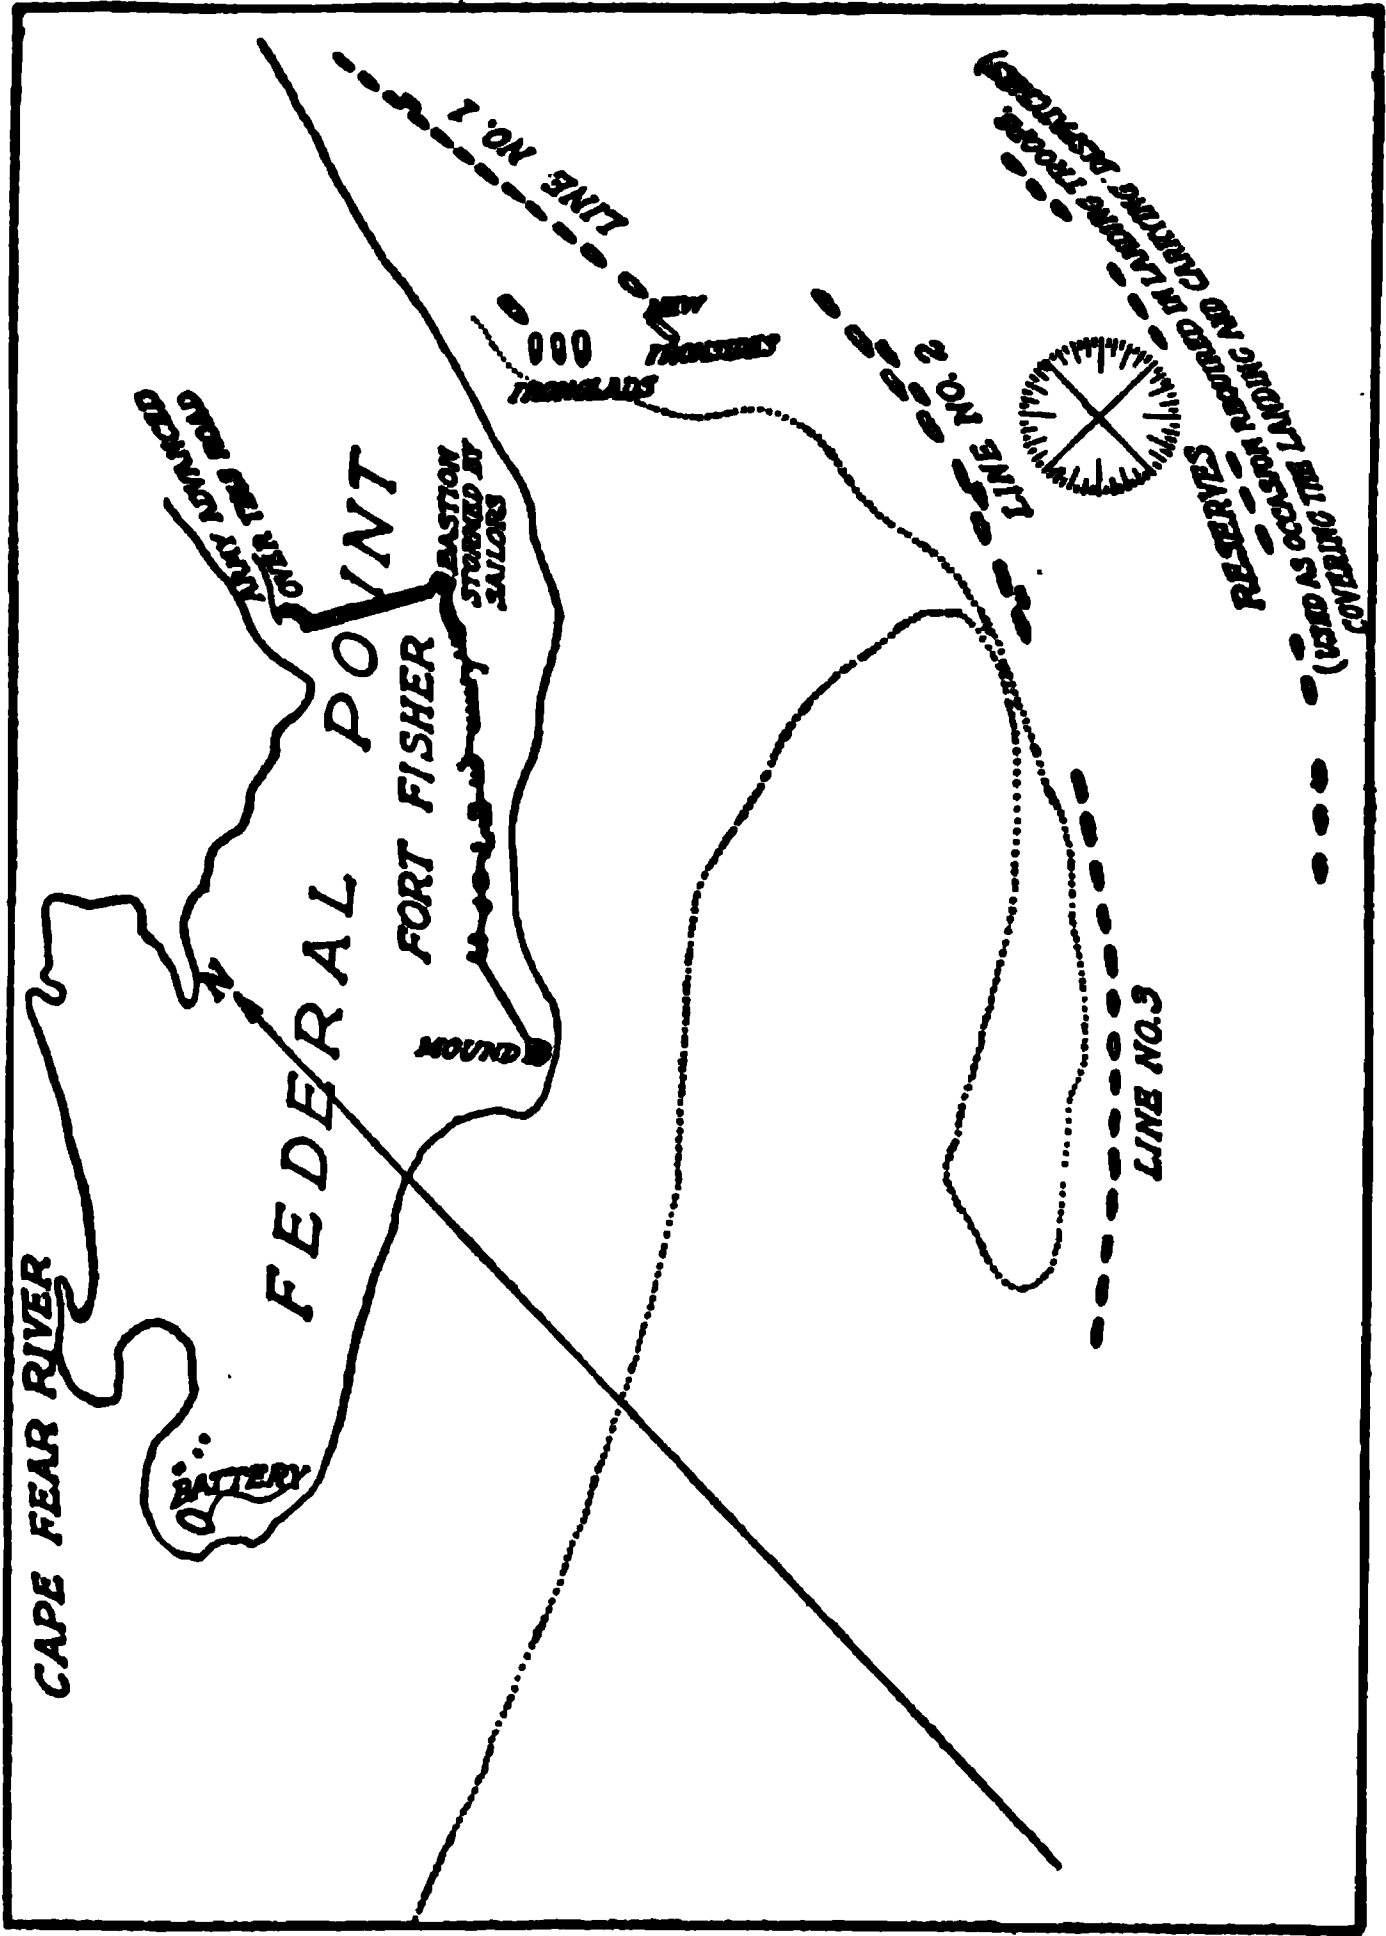 CAPE FEAR RIVER
BATTERY
FEDERAL POINT
N
FORT FISHER
MOUND
ARMY ADVANCED
OVER THIS ROAD
BASTION
STORMED BY
SAILORS
LINE NO. 1
NEW
IRONSIDES
IRONCLADS
LINE NO. 2
LINE NO. 3
RESERVES
(USED AS OCCASION REQUIRED IN LANDING TROOPS,
COVERING THE LANDING AND CARRYING DISPATCHES)